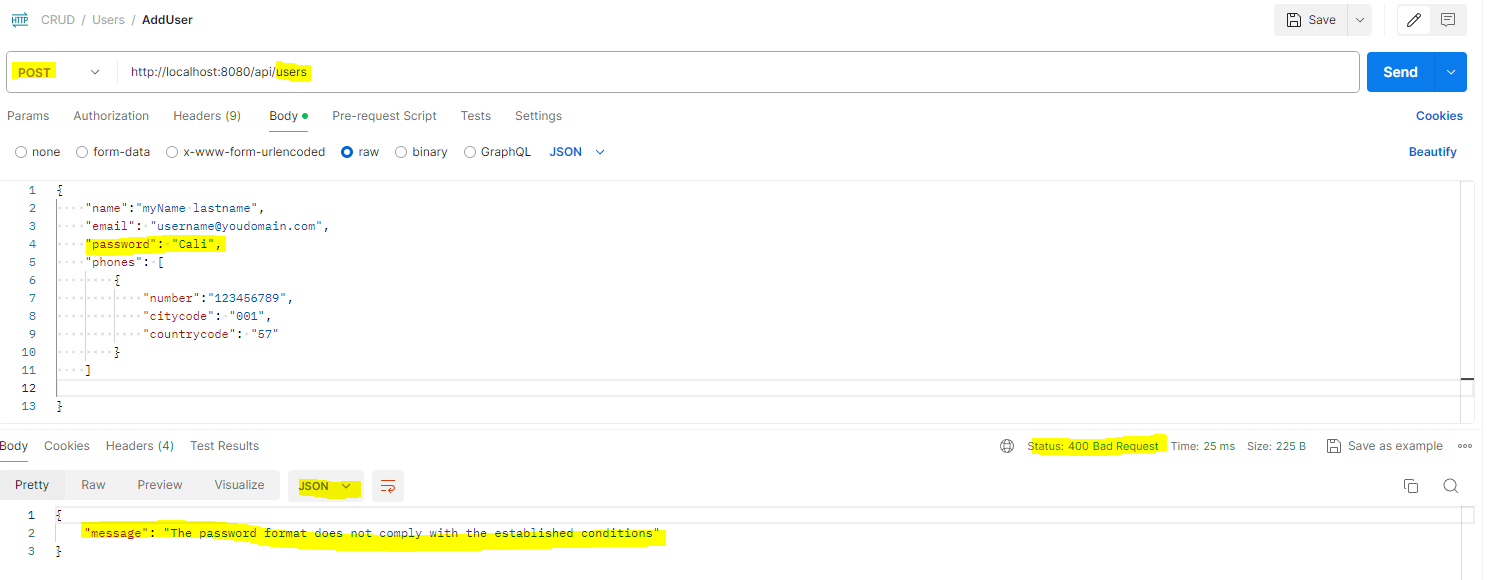 HTTP CRUD / Users / AddUser Save
POST http://localhost:8080/api/users Send
Params Authorization Headers (9) Body Pre-request Script Tests Settings Cookies
none form-data x-www-form-urlencoded raw binary GraphQL JSON Beautify
1 {
2 "name":"myName lastname",
3 "email": "username@youdomain.com",
4 "password": "Cali",
5 "phones": [
6 {
7 "number":"123456789",
8 "citycode": "001",
9 "countrycode": "57"
10 }
11 ]
12
13 }
Body Cookies Headers (4) Test Results Status: 400 Bad Request Time: 25 ms Size: 225 B Save as example
Pretty Raw Preview Visualize JSON
1 {
2 "message": "The password format does not comply with the established conditions"
3 }